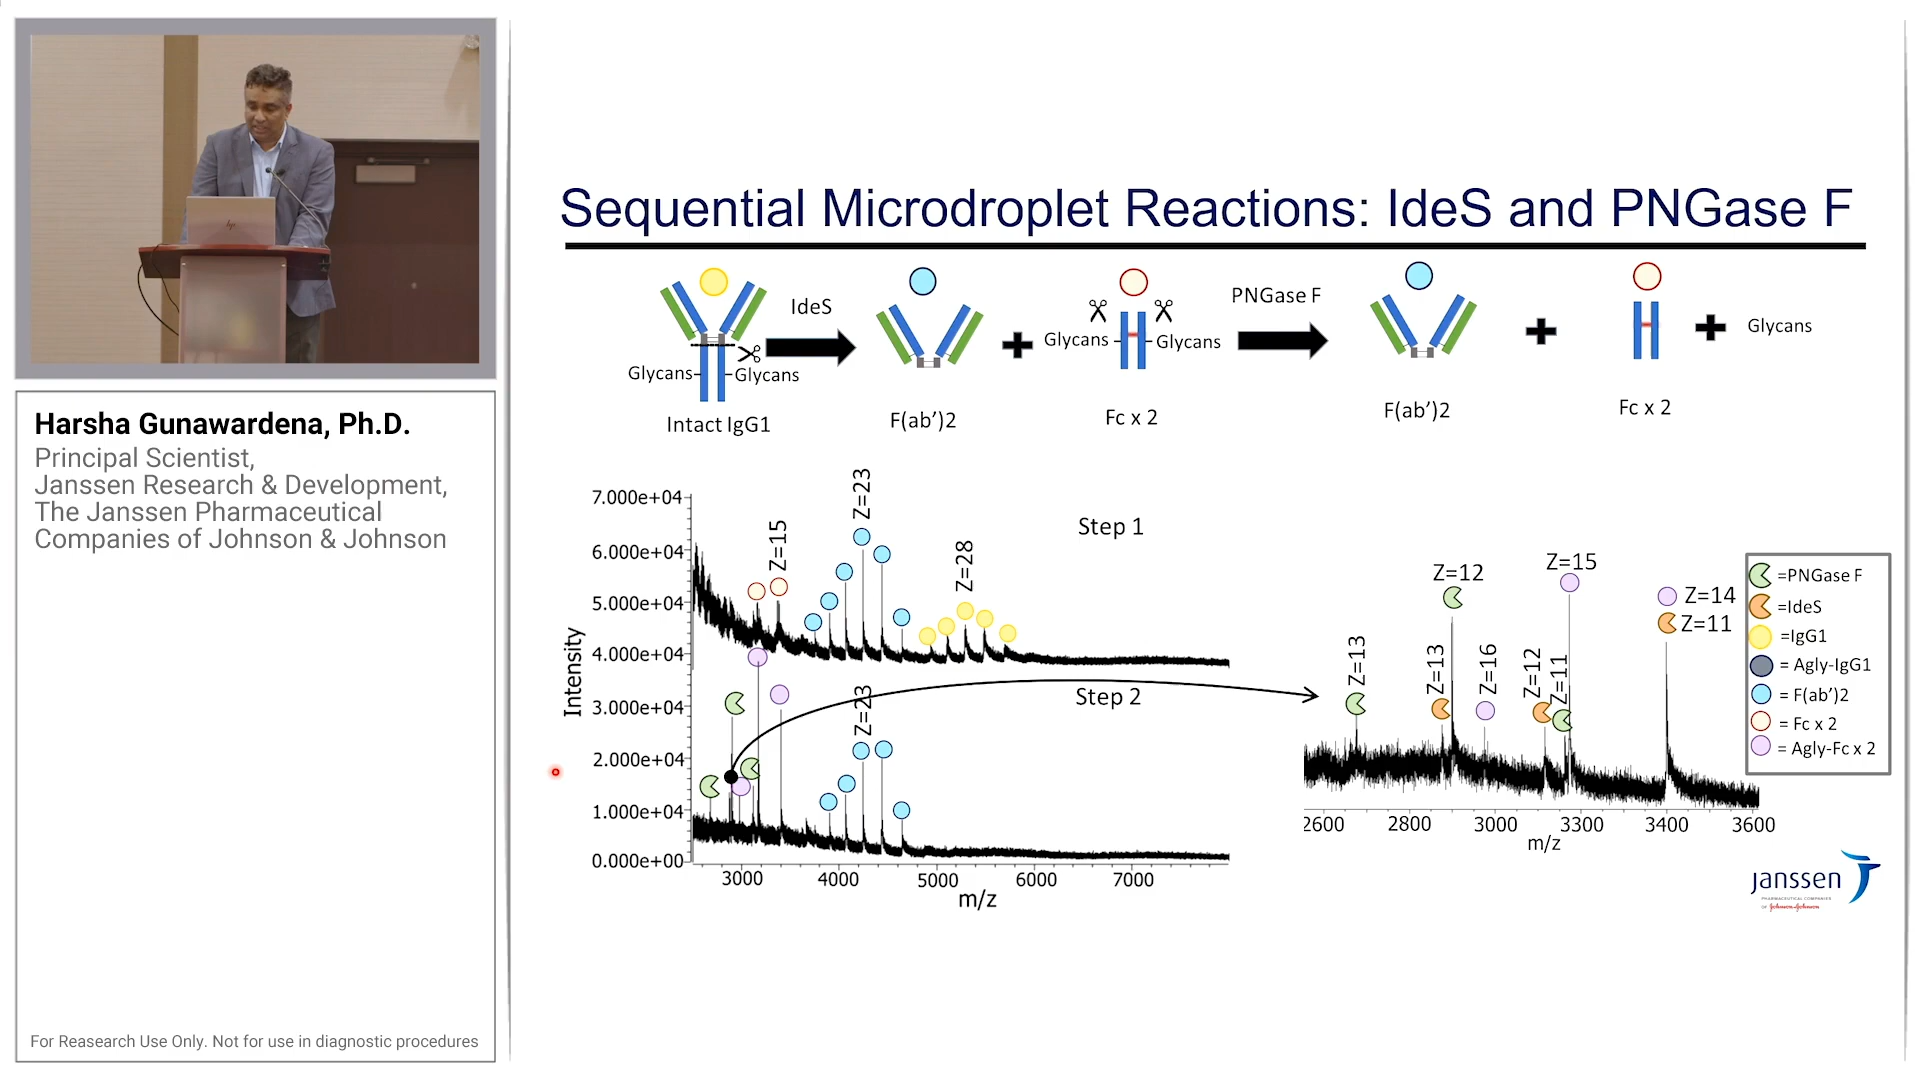 Harsha Gunawardena, Ph.D.
Principal Scientist,
Janssen Research & Development,
The Janssen Pharmaceutical
Companies of Johnson & Johnson
For Reasearch Use Only. Not for use in diagnostic procedures
Sequential Microdroplet Reactions: IdeS and PNGase F
IdeS
PNGase F
Glycans
Glycans
Glycans
Glycans
Glycans
Intact IgG1
F(ab')2
Fc x 2
F(ab')2
Fc x 2
Intensity
7.000e+04
6.000e+04
5.000e+04
4.000e+04
3.000e+04
2.000e+04
1.000e+04
0.000e+00
Z=15
Z=23
Z=28
Step 1
Z=23
Step 2
3000 4000 5000 6000 7000
m/z
Z=13
Z=13
Z=12
Z=16
Z=12
Z=11
Z=15
Z=14
Z=11
2600 2800 3000 3300 3400 3600
m/z
=PNGase F
=IdeS
=IgG1
= Agly-IgG1
= F(ab')2
= Fc x 2
= Agly-Fc x 2
janssen
PHARMACEUTICAL COMPANIES
OF Johnson & Johnson
hp